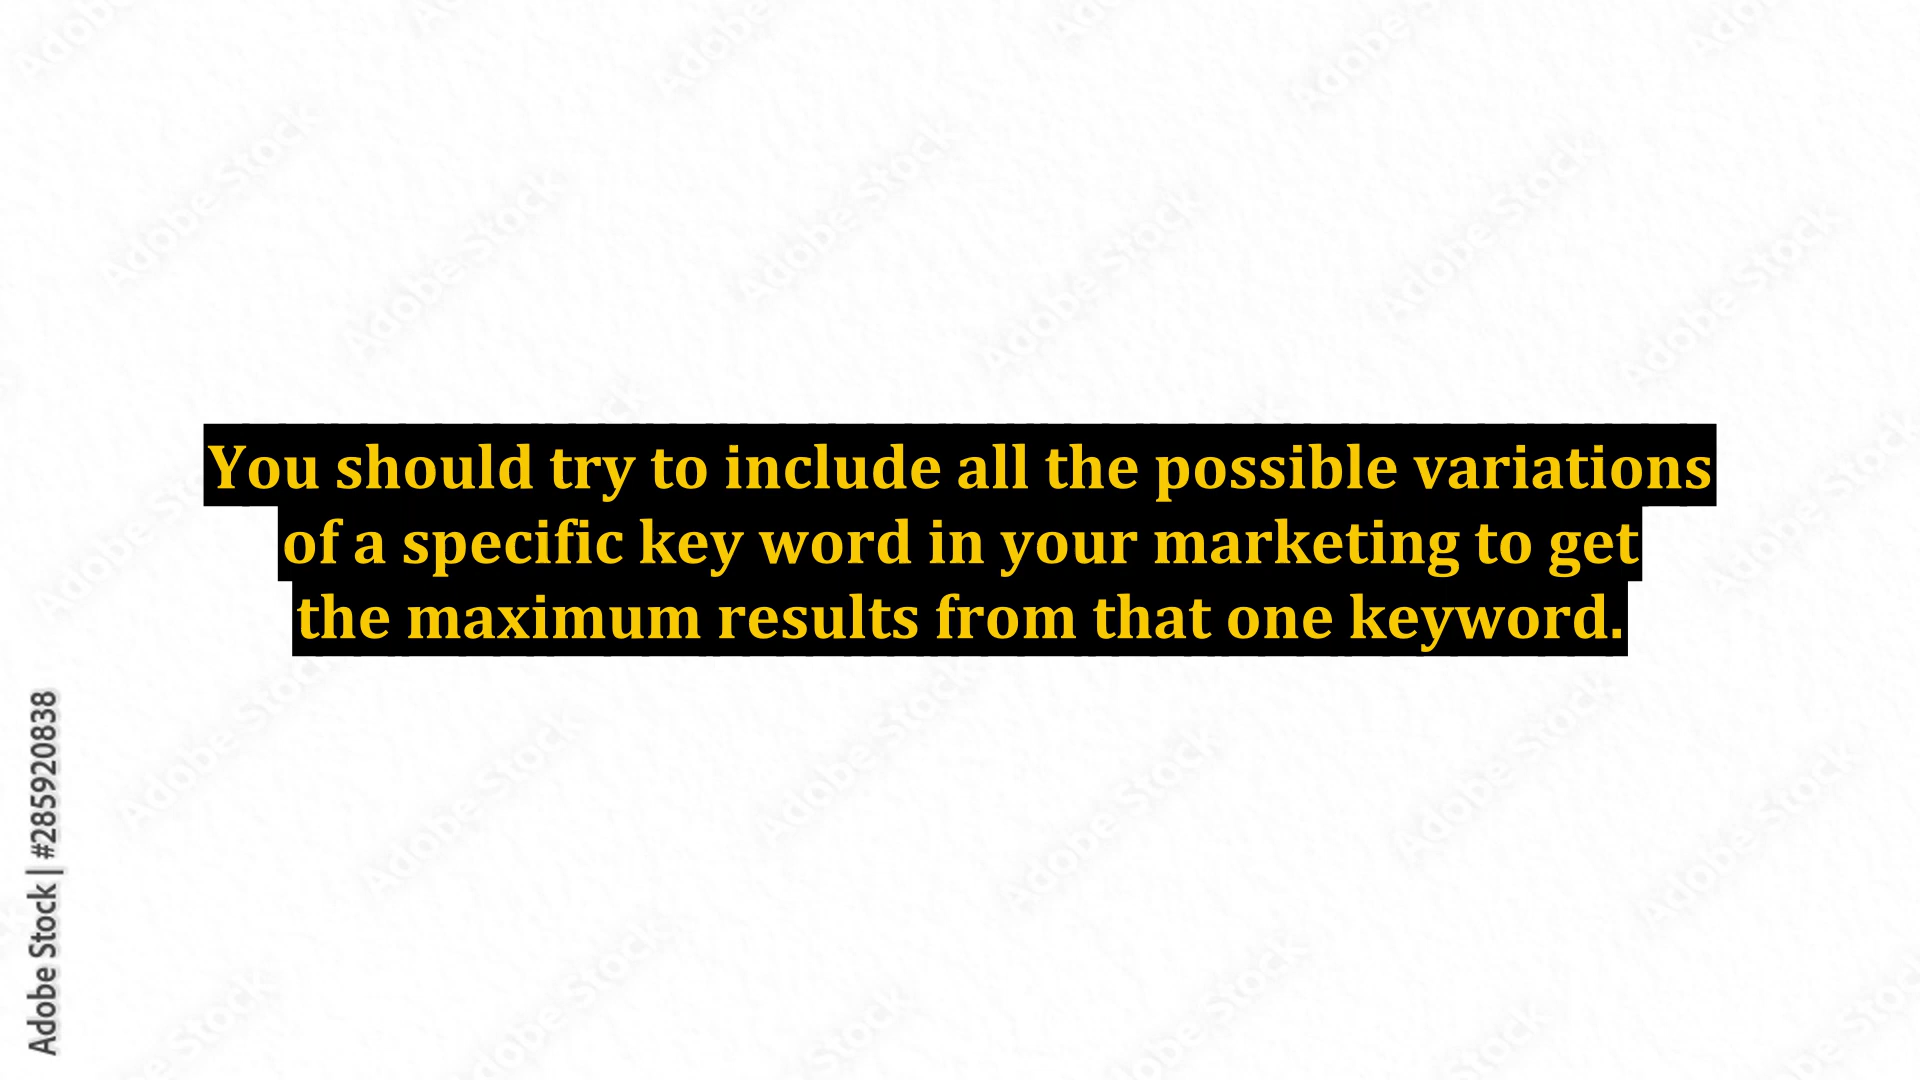 You should try to include all the possible variations
of a specific key word in your marketing to get
the maximum results from that one keyword.
Adobe Stock | #285920838